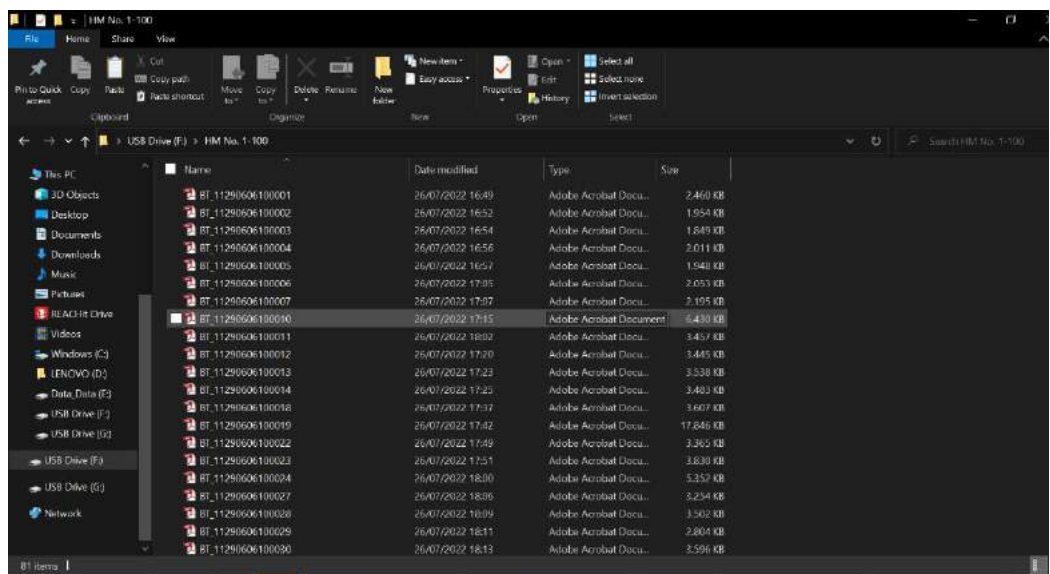 HM No. 1-100
File Home Share View
Pin to Quick access
Copy
Paste
Cut
Copy path
Paste shortcut
Clipboard
Move to
Copy to
Delete
Rename
Organize
New folder
New item
Easy access
New
Properties
Open
Edit
History
Open
Select all
Select none
Invert selection
Select
USB Drive (F:) > HM No. 1-100
Search HM No. 1-100
This PC
3D Objects
Desktop
Documents
Downloads
Music
Pictures
REACHit Drive
Videos
Windows (C:)
LENOVO (D:)
Data_Data (E:)
USB Drive (F:)
USB Drive (G:)
USB Drive (F:)
USB Drive (G:)
Network
Name Date modified Type Size
BT_11290606100001 26/07/2022 16:49 Adobe Acrobat Docu... 2.460 KB
BT_11290606100002 26/07/2022 16:52 Adobe Acrobat Docu... 1.954 KB
BT_11290606100003 26/07/2022 16:54 Adobe Acrobat Docu... 1.849 KB
BT_11290606100004 26/07/2022 16:56 Adobe Acrobat Docu... 2.011 KB
BT_11290606100005 26/07/2022 16:57 Adobe Acrobat Docu... 1.948 KB
BT_11290606100006 26/07/2022 17:05 Adobe Acrobat Docu... 2.053 KB
BT_11290606100007 26/07/2022 17:07 Adobe Acrobat Docu... 2.195 KB
BT_11290606100010 26/07/2022 17:15 Adobe Acrobat Document 6.430 KB
BT_11290606100011 26/07/2022 18:02 Adobe Acrobat Docu... 3.457 KB
BT_11290606100012 26/07/2022 17:20 Adobe Acrobat Docu... 3.445 KB
BT_11290606100013 26/07/2022 17:23 Adobe Acrobat Docu... 3.538 KB
BT_11290606100014 26/07/2022 17:25 Adobe Acrobat Docu... 3.483 KB
BT_11290606100018 26/07/2022 17:37 Adobe Acrobat Docu... 3.607 KB
BT_11290606100019 26/07/2022 17:42 Adobe Acrobat Docu... 17.846 KB
BT_11290606100022 26/07/2022 17:49 Adobe Acrobat Docu... 3.365 KB
BT_11290606100023 26/07/2022 17:51 Adobe Acrobat Docu... 3.830 KB
BT_11290606100024 26/07/2022 18:00 Adobe Acrobat Docu... 5.352 KB
BT_11290606100027 26/07/2022 18:06 Adobe Acrobat Docu... 3.254 KB
BT_11290606100028 26/07/2022 18:09 Adobe Acrobat Docu... 3.502 KB
BT_11290606100029 26/07/2022 18:11 Adobe Acrobat Docu... 2.804 KB
BT_11290606100030 26/07/2022 18:13 Adobe Acrobat Docu... 3.596 KB
81 items